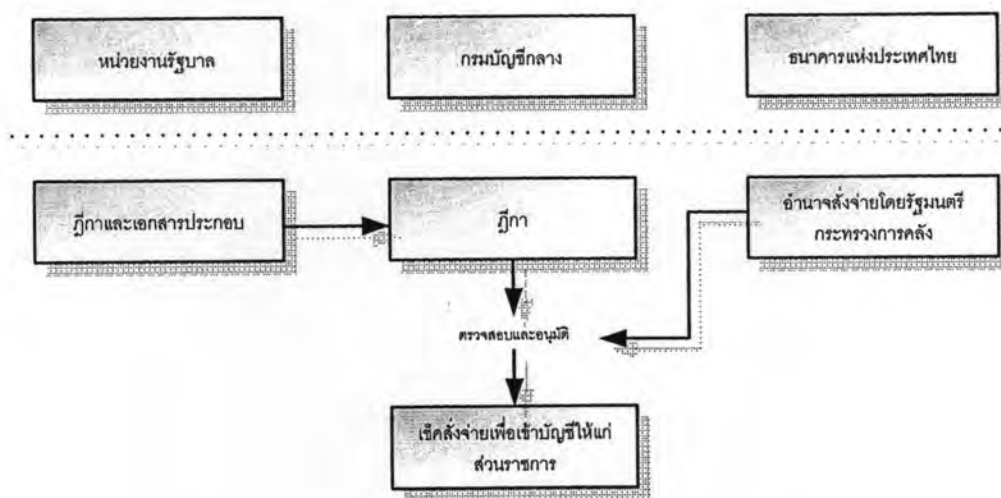 หน่วยงานรัฐบาล
กรมบัญชีกลาง
ธนาคารแห่งประเทศไทย
ฎีกาและเอกสารประกอบ
ฎีกา
อำนาจสั่งจ่ายโดยรัฐมนตรี
กระทรวงการคลัง
ตรวจสอบและอนุมัติ
เช็คสั่งจ่ายเพื่อเข้าบัญชีให้แก่
ส่วนราชการ